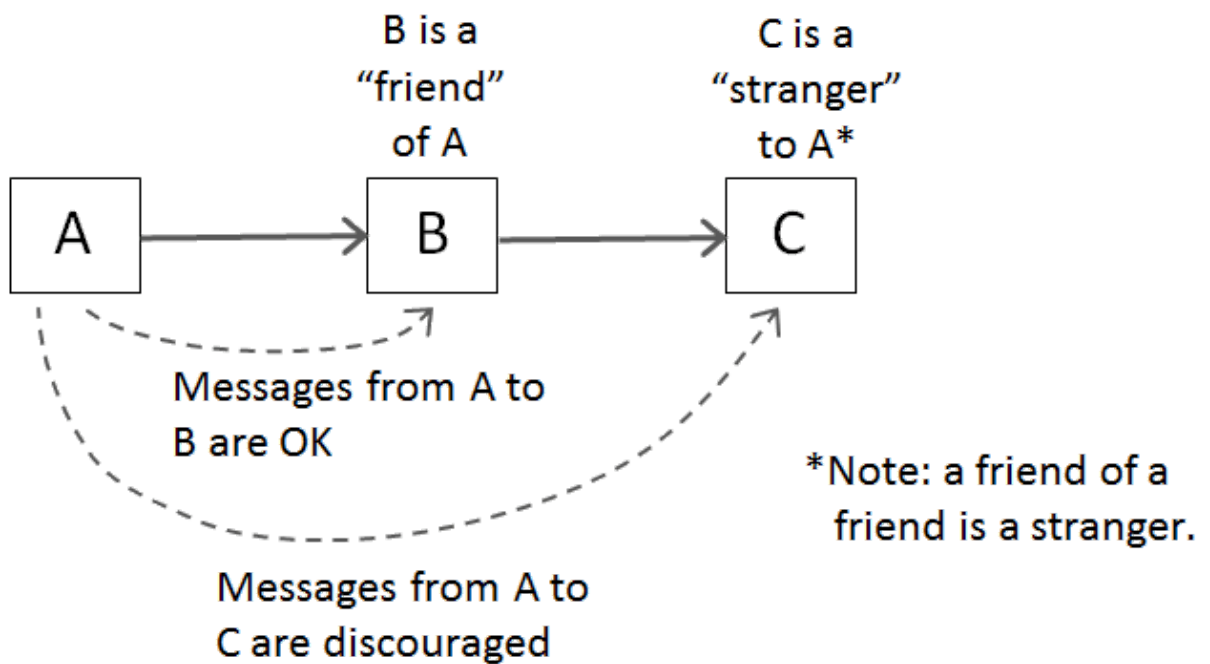 B is a
“friend”
of A
C is a
“stranger”
to A*
A
B
C
Messages from A to
B are OK
*Note: a friend of a
friend is a stranger.
Messages from A to
C are discouraged